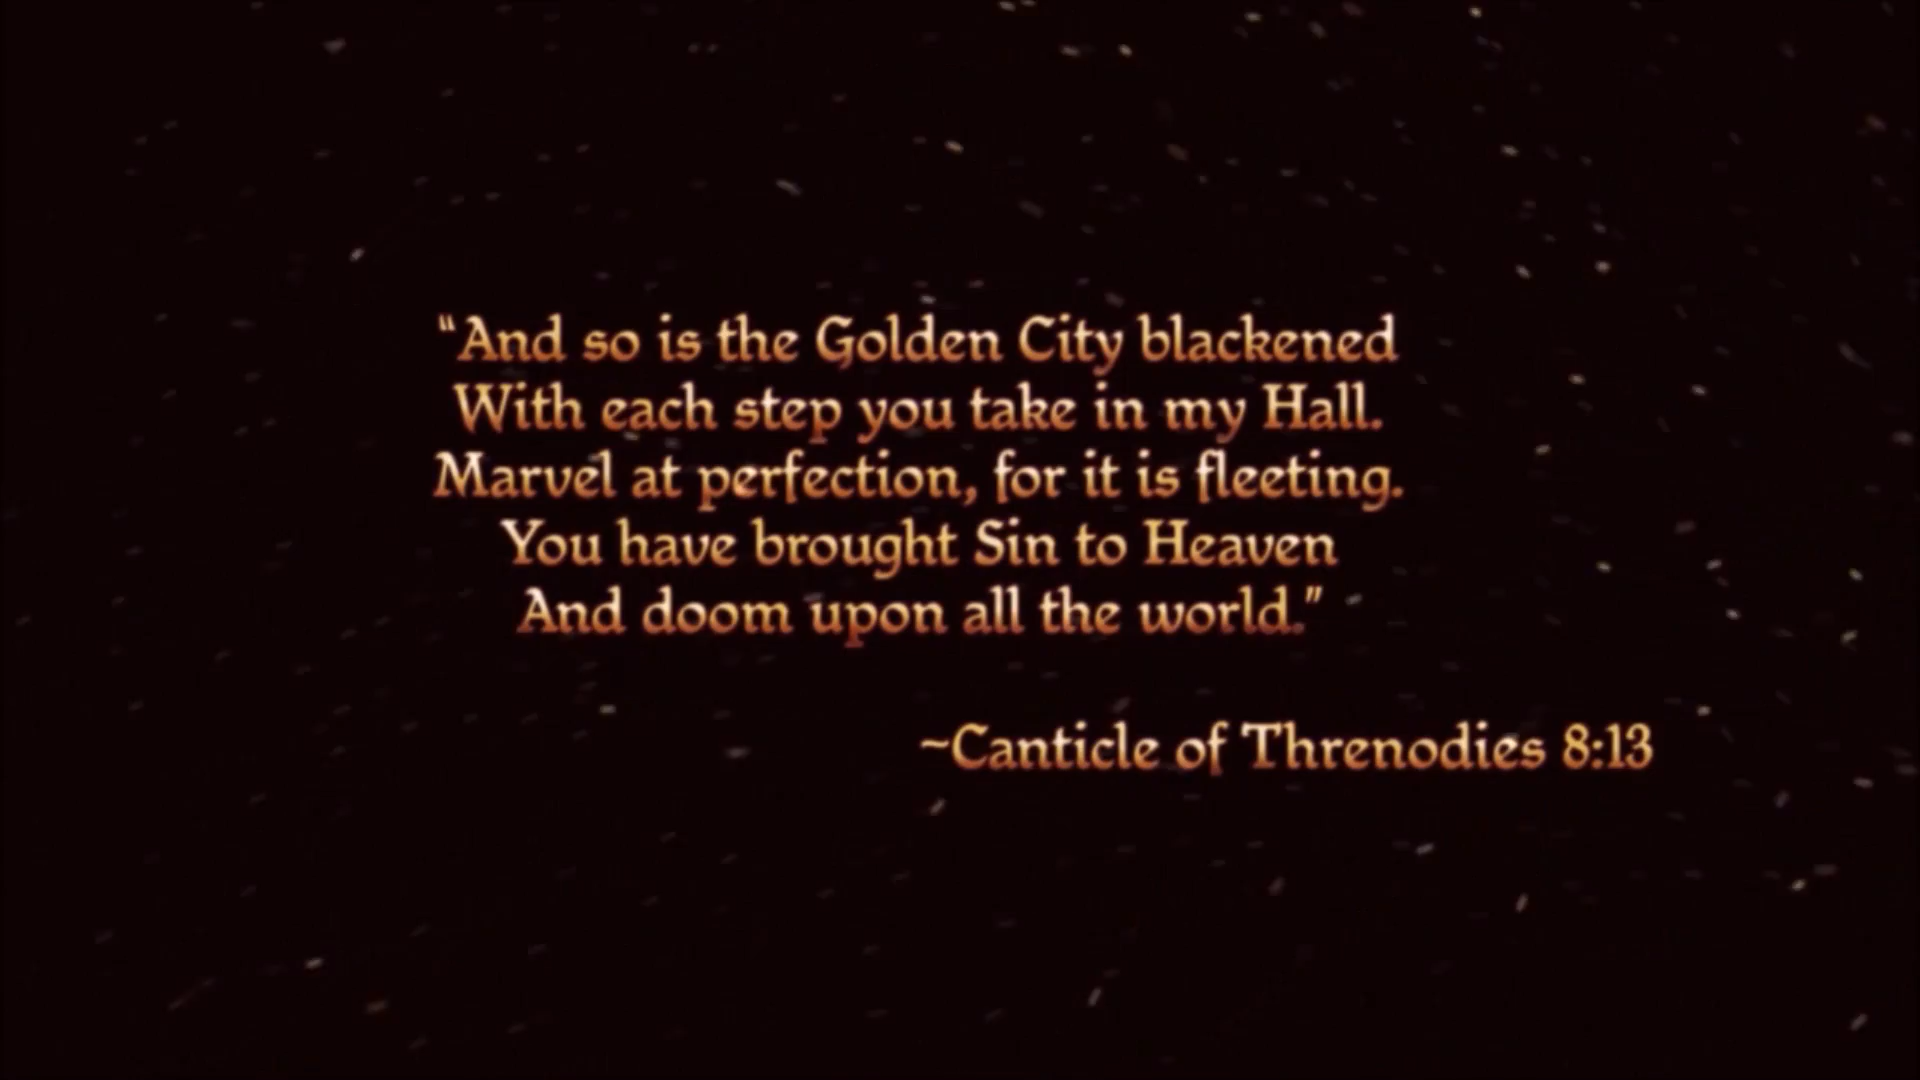 “And so is the Golden City blackened
With each step you take in my Hall.
Marvel at perfection, for it is fleeting.
You have brought Sin to Heaven
And doom upon all the world.”
~Canticle of Threnodies 8:13